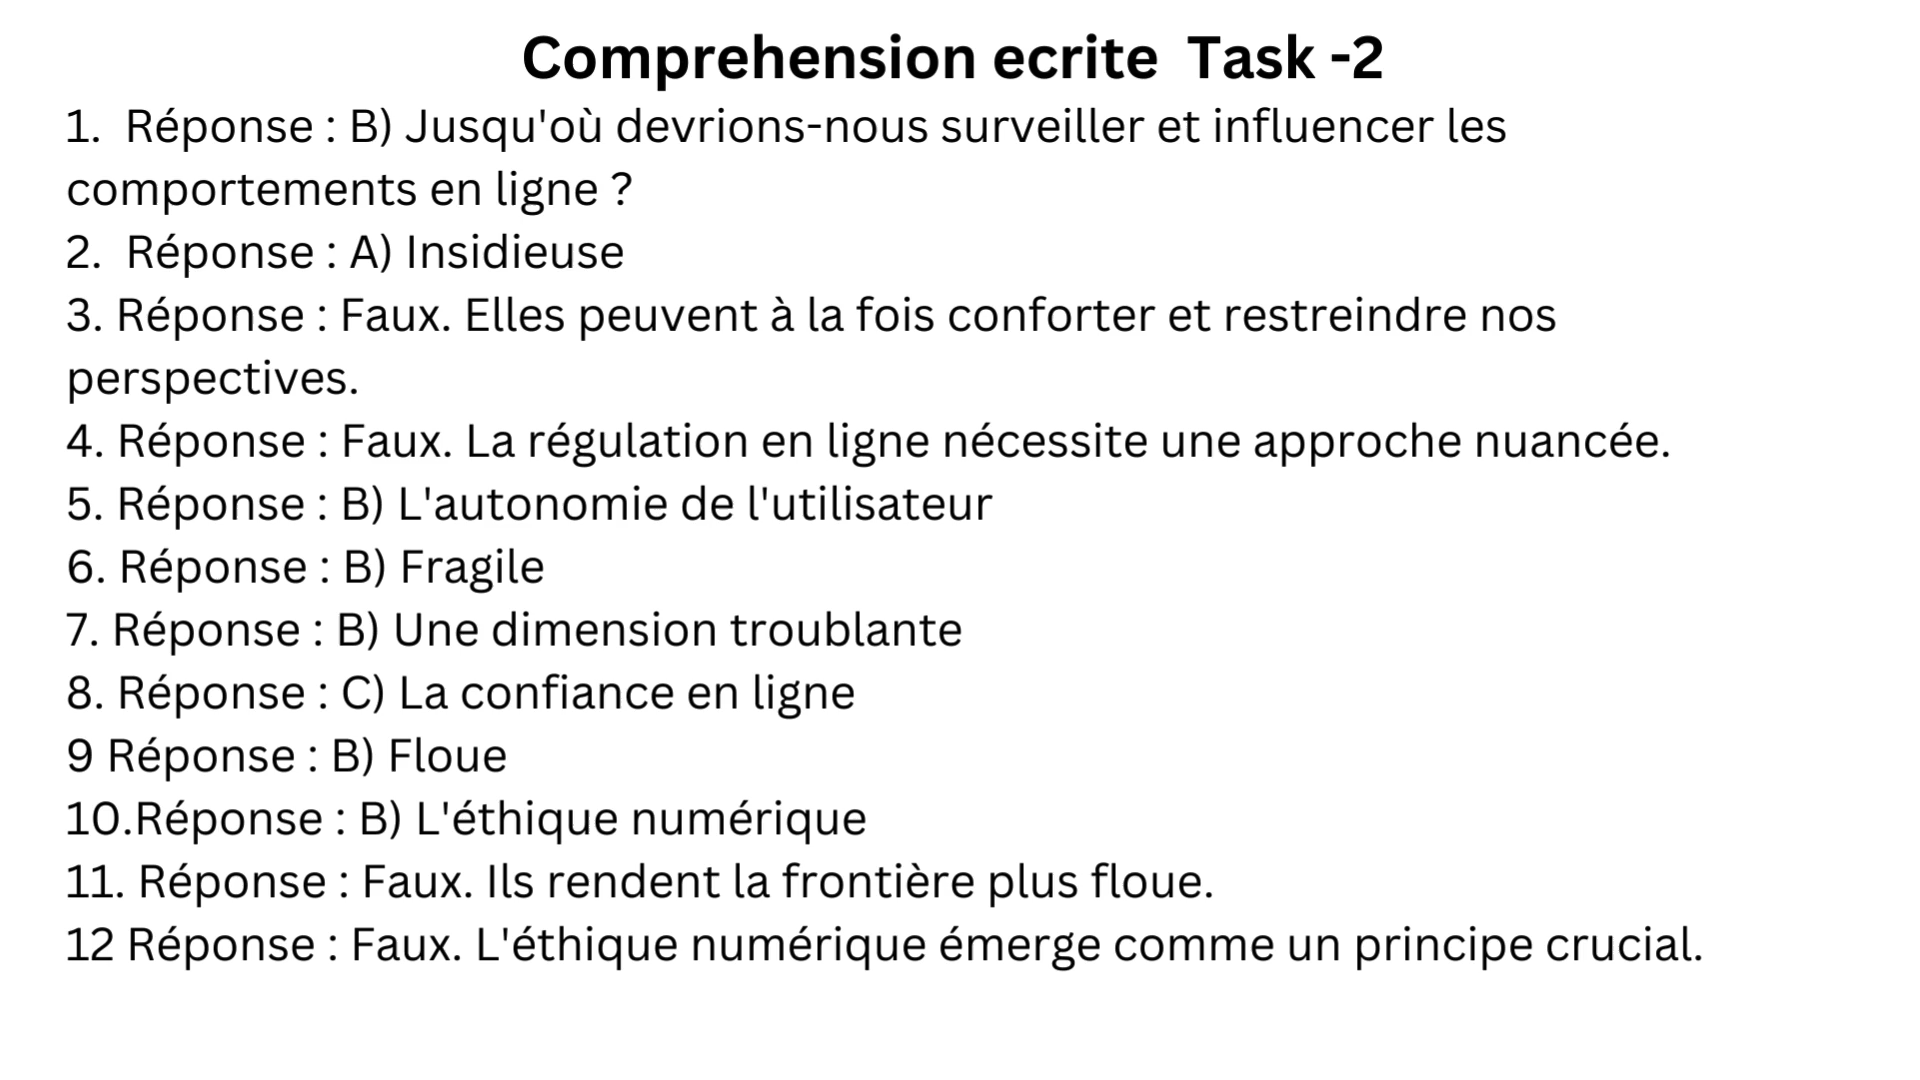 Comprehension ecrite  Task -2
1.  Réponse : B) Jusqu'où devrions-nous surveiller et influencer les
comportements en ligne ?
2.  Réponse : A) Insidieuse
3. Réponse : Faux. Elles peuvent à la fois conforter et restreindre nos
perspectives.
4. Réponse : Faux. La régulation en ligne nécessite une approche nuancée.
5. Réponse : B) L'autonomie de l'utilisateur
6. Réponse : B) Fragile
7. Réponse : B) Une dimension troublante
8. Réponse : C) La confiance en ligne
9 Réponse : B) Floue
10.Réponse : B) L'éthique numérique
11. Réponse : Faux. Ils rendent la frontière plus floue.
12 Réponse : Faux. L'éthique numérique émerge comme un principe crucial.